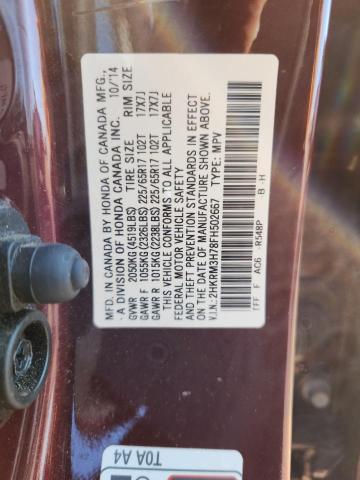 MFD. IN CANADA BY HONDA OF CANADA MFG.,
A DIVISION OF HONDA CANADA INC. 10/14
GVWR 2050KG(4519LBS) TIRE SIZE RIM SIZE
GAWR F 1055KG(2326LBS) 225/65R17 102T 17X7J
GAWR R 1015KG(2238LBS) 225/65R17 102T 17X7J
THIS VEHICLE CONFORMS TO ALL APPLICABLE
FEDERAL MOTOR VEHICLE SAFETY
AND THEFT PREVENTION STANDARDS IN EFFECT
ON THE DATE OF MANUFACTURE SHOWN ABOVE.
V.I.N.: 2HKRM3H78FH502667 TYPE: MPV
TFF F AC6 -R548P B-H
T0A A4